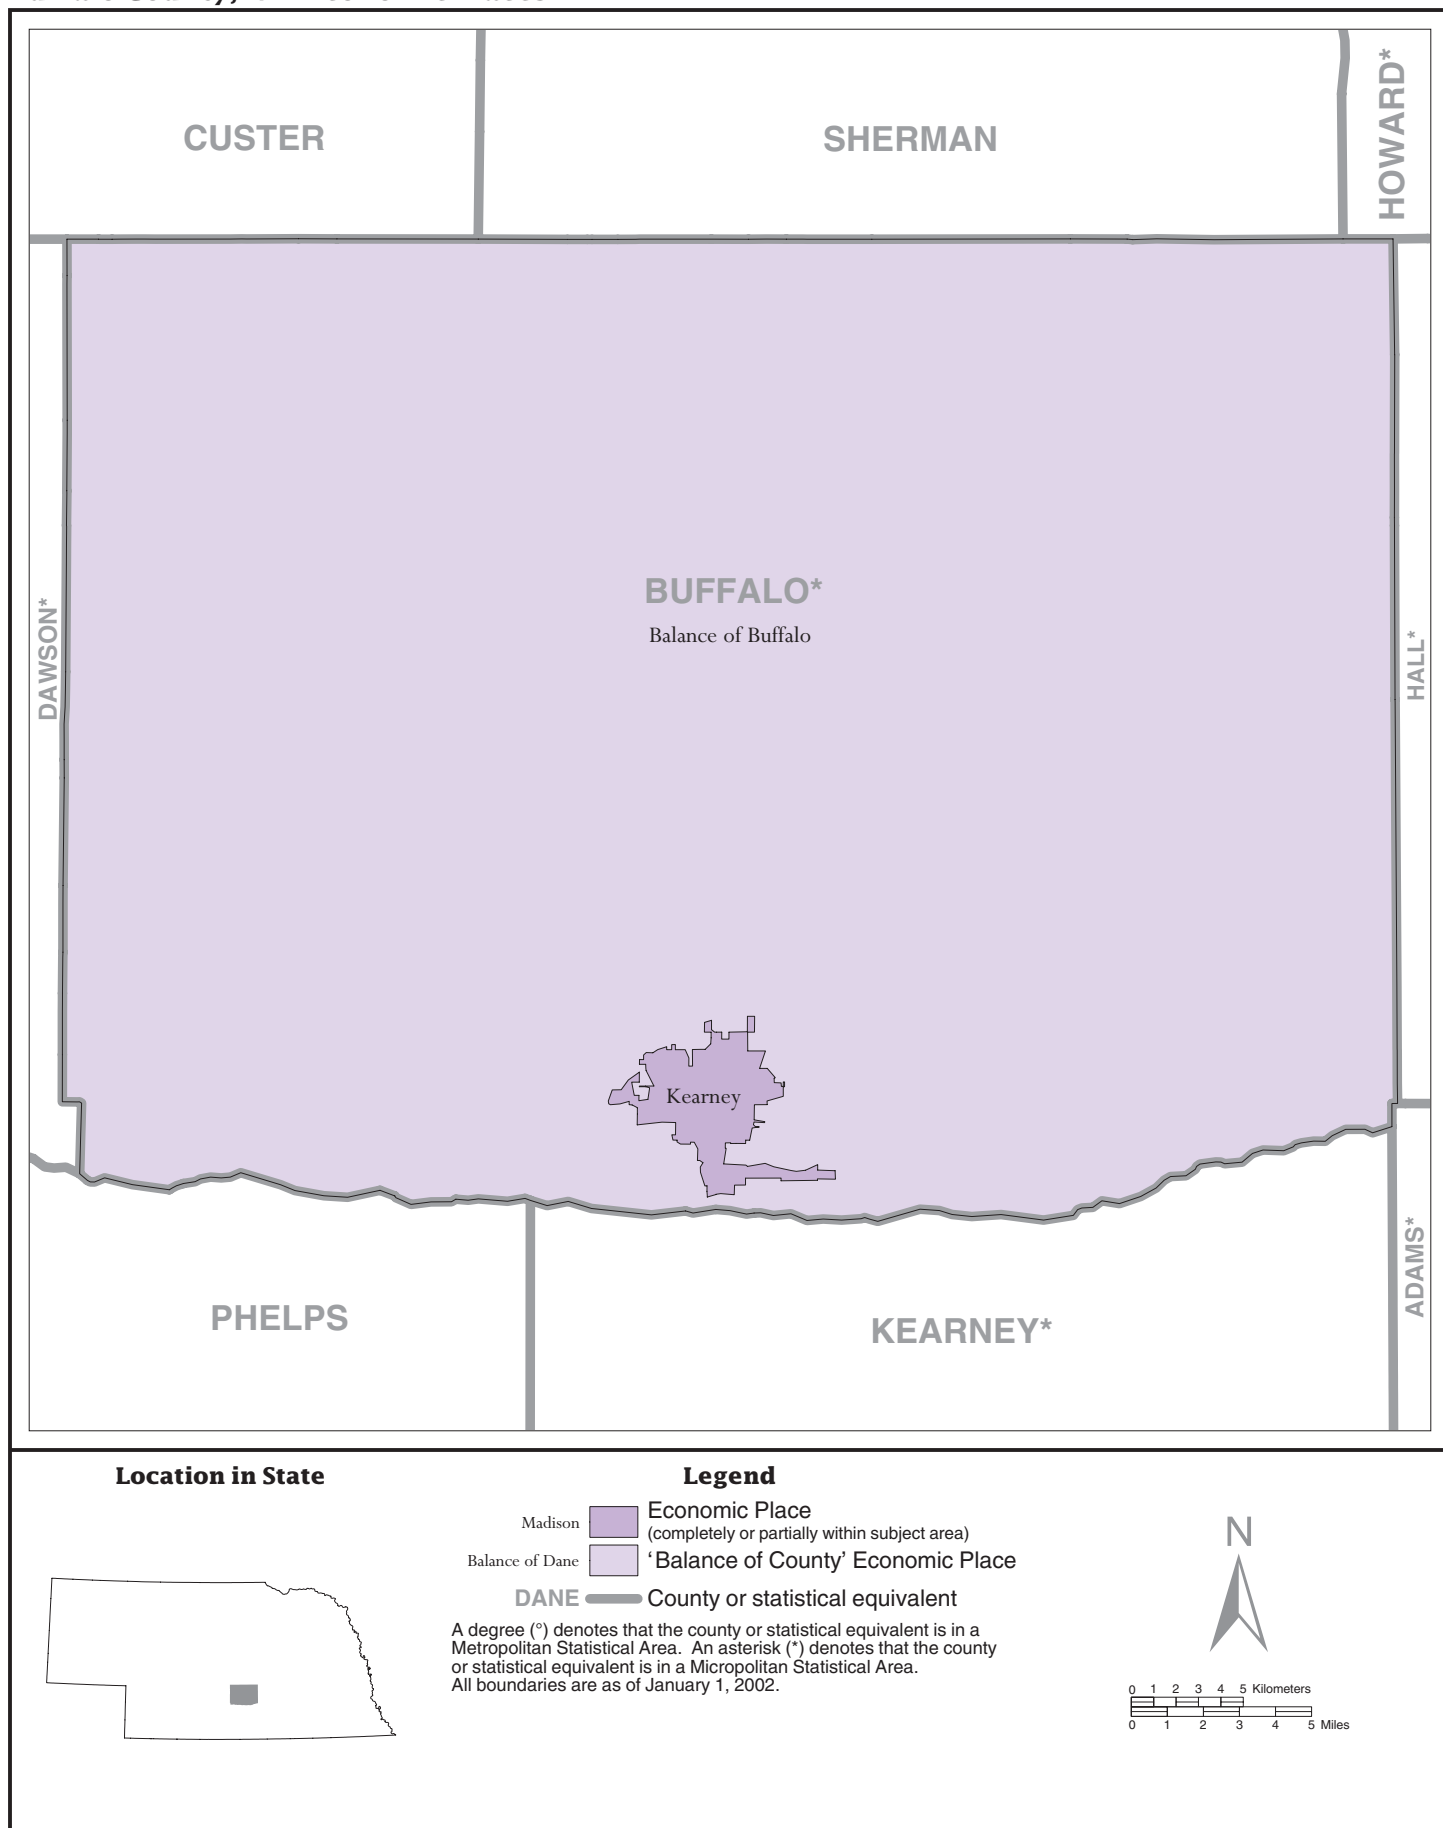 CUSTER
SHERMAN
HOWARD*
DAWSON*
BUFFALO*
Balance of Buffalo
HALL*
Kearney
PHELPS
KEARNEY*
ADAMS*
Location in State
Legend
Madison
Economic Place
(completely or partially within subject area)
Balance of Dane
‘Balance of County’ Economic Place
DANE
County or statistical equivalent
A degree (°) denotes that the county or statistical equivalent is in a
Metropolitan Statistical Area.  An asterisk (*) denotes that the county
or statistical equivalent is in a Micropolitan Statistical Area.
All boundaries are as of January 1, 2002.
N
0 1 2 3 4 5 Kilometers
0 1 2 3 4 5 Miles